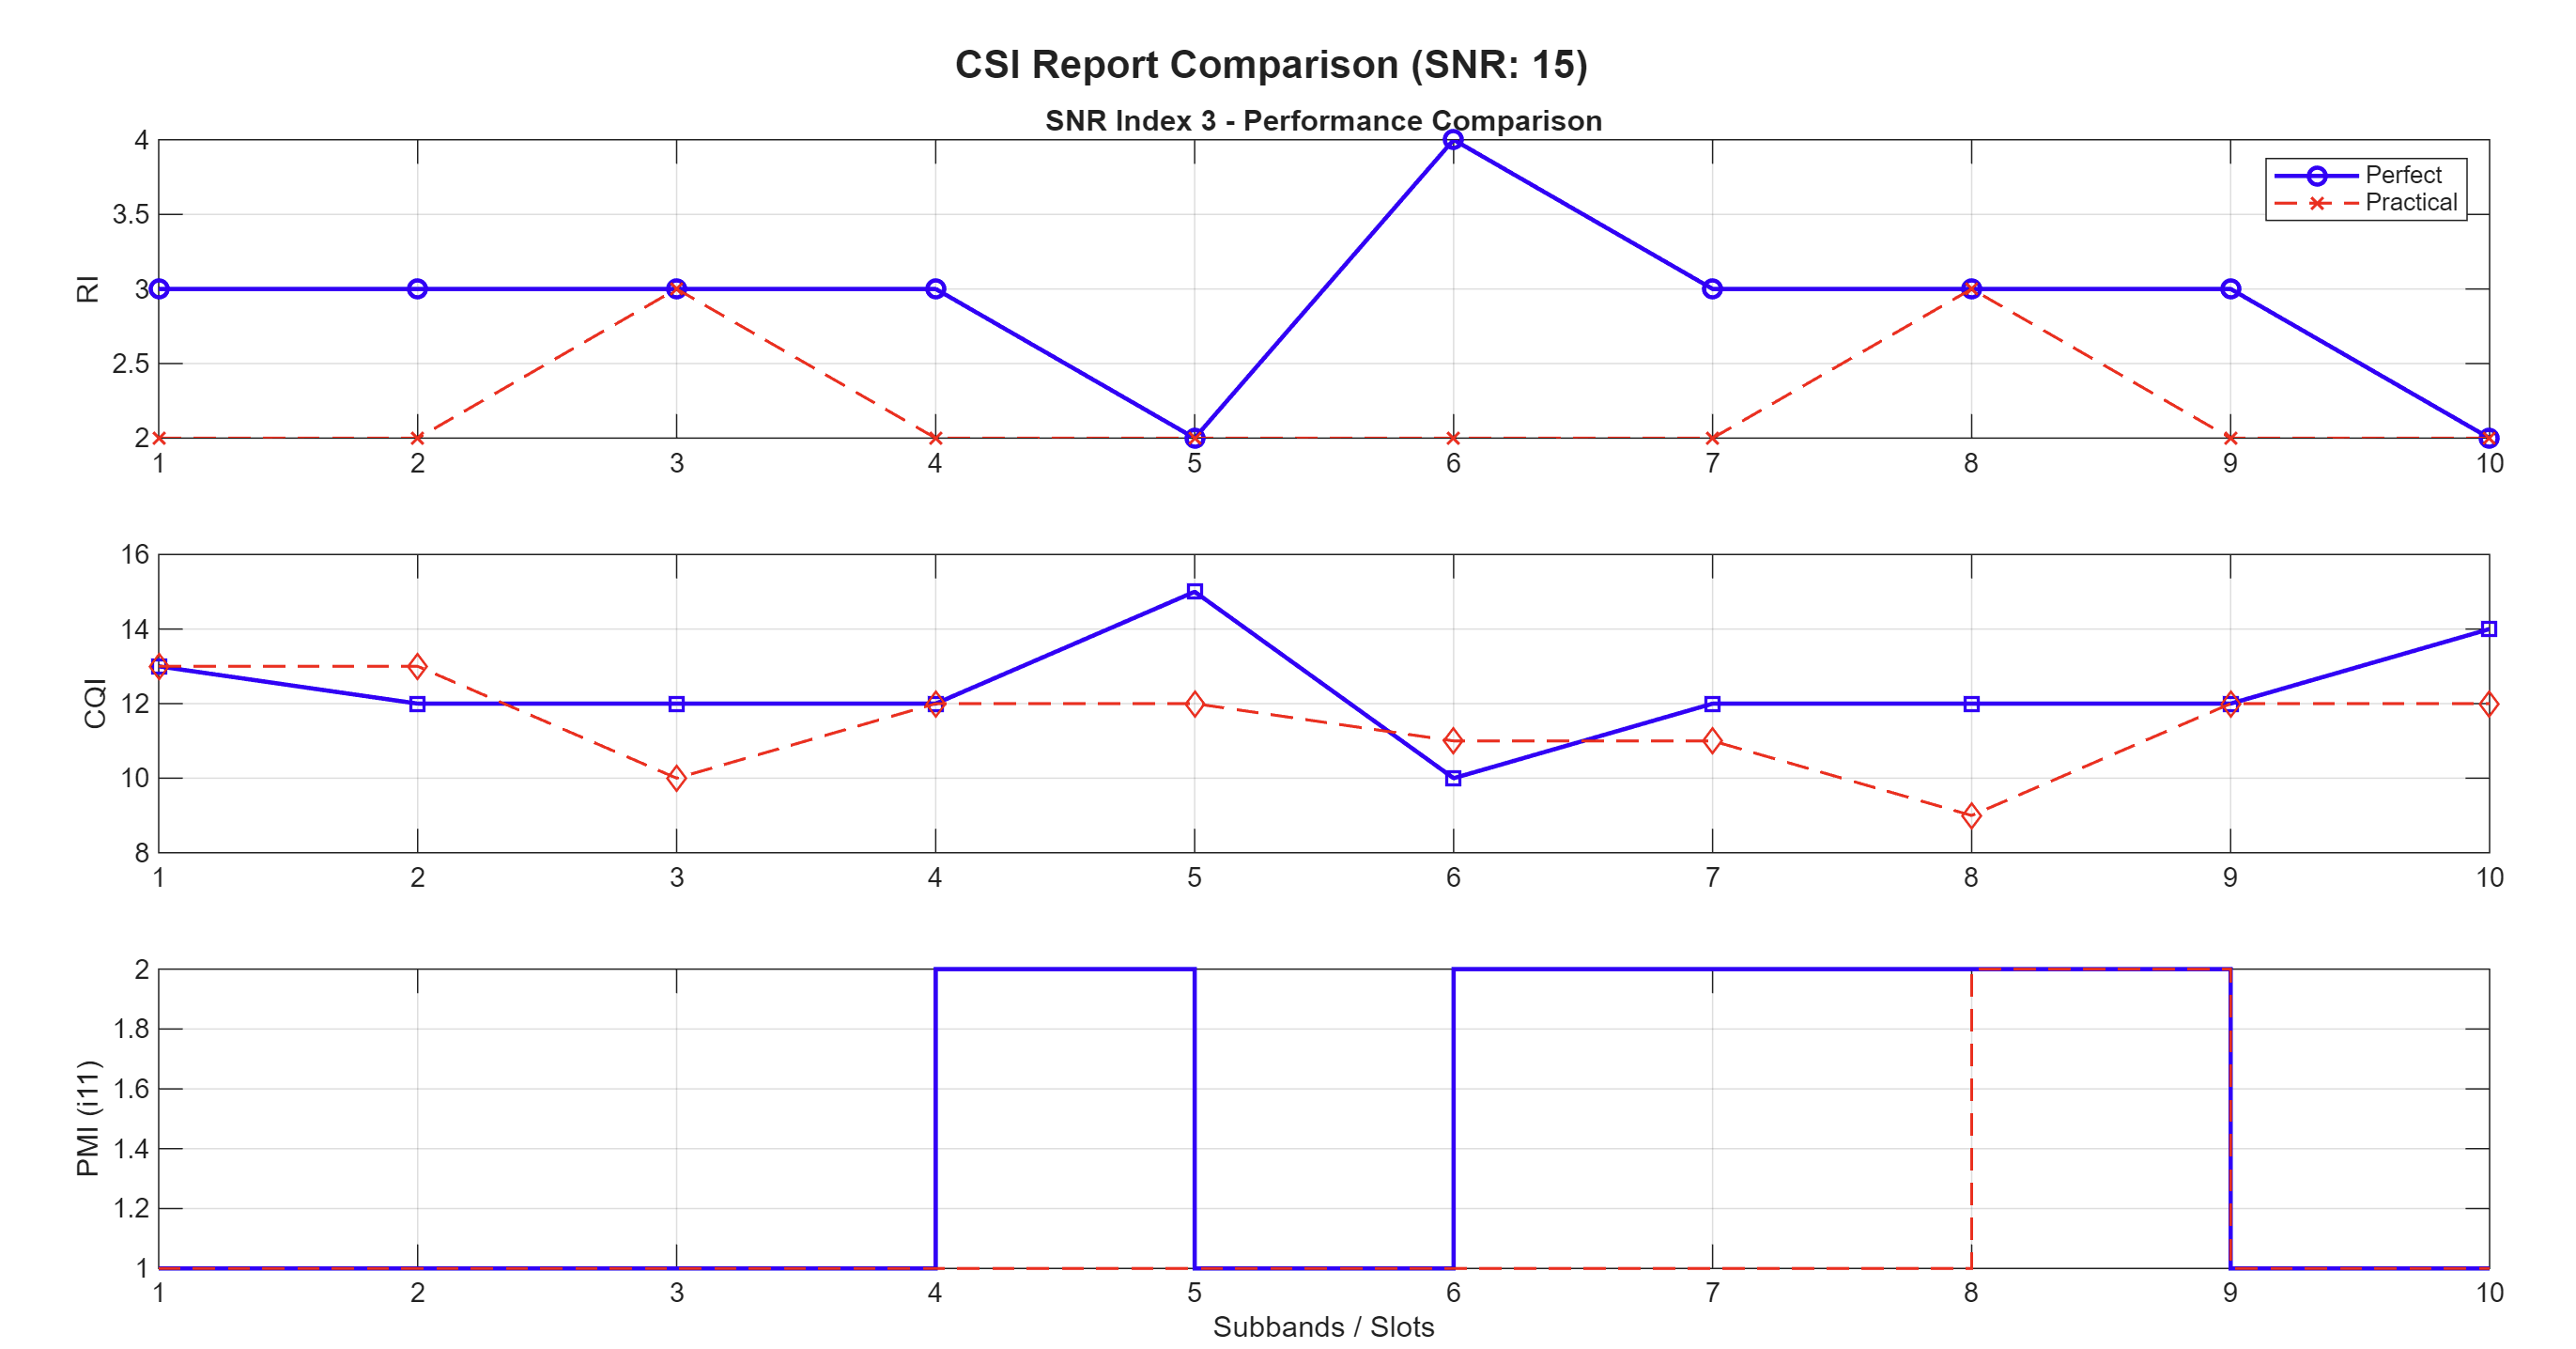 CSI Report Comparison (SNR: 15)
SNR Index 3 - Performance Comparison
4
3.5
3
2.5
2
RI
Perfect
Practical
1 2 3 4 5 6 7 8 9 10
16
14
12
10
8
CQI
1 2 3 4 5 6 7 8 9 10
2
1.8
1.6
1.4
1.2
1
PMI (i11)
1 2 3 4 5 6 7 8 9 10
Subbands / Slots